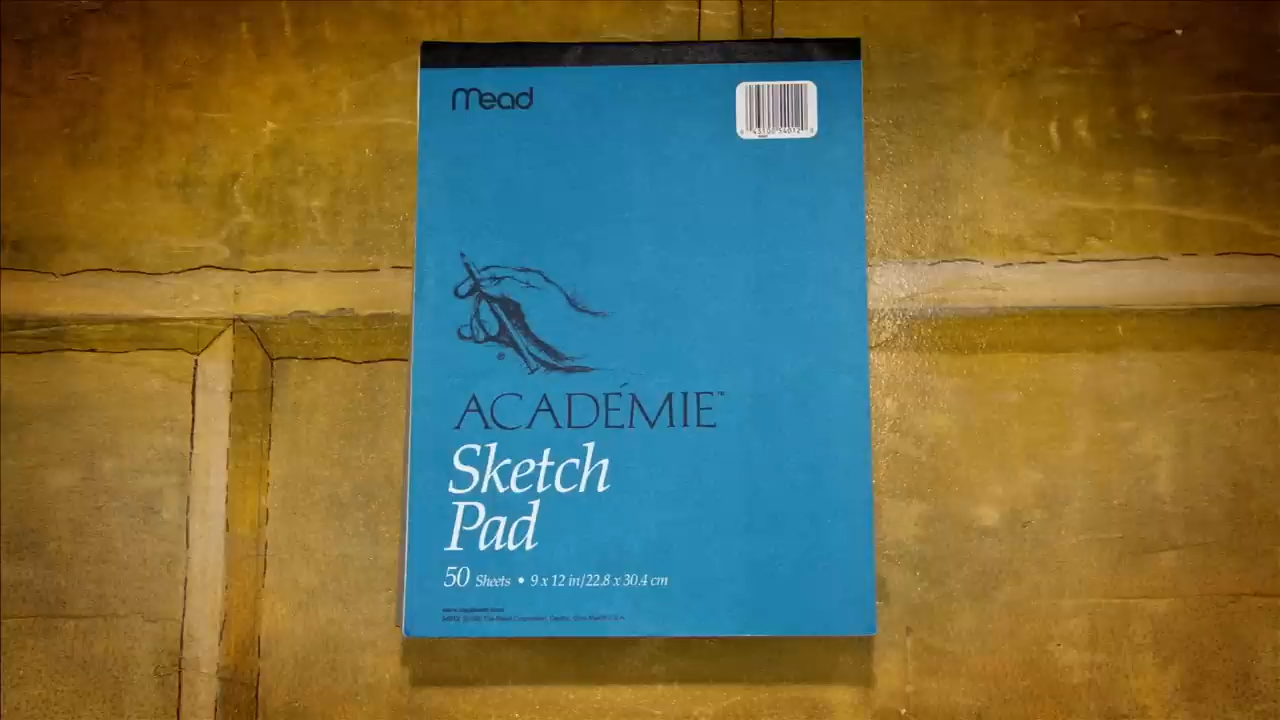 mead
ACADÉMIE™
Sketch
Pad
50 Sheets • 9 x 12 in/22.8 x 30.4 cm